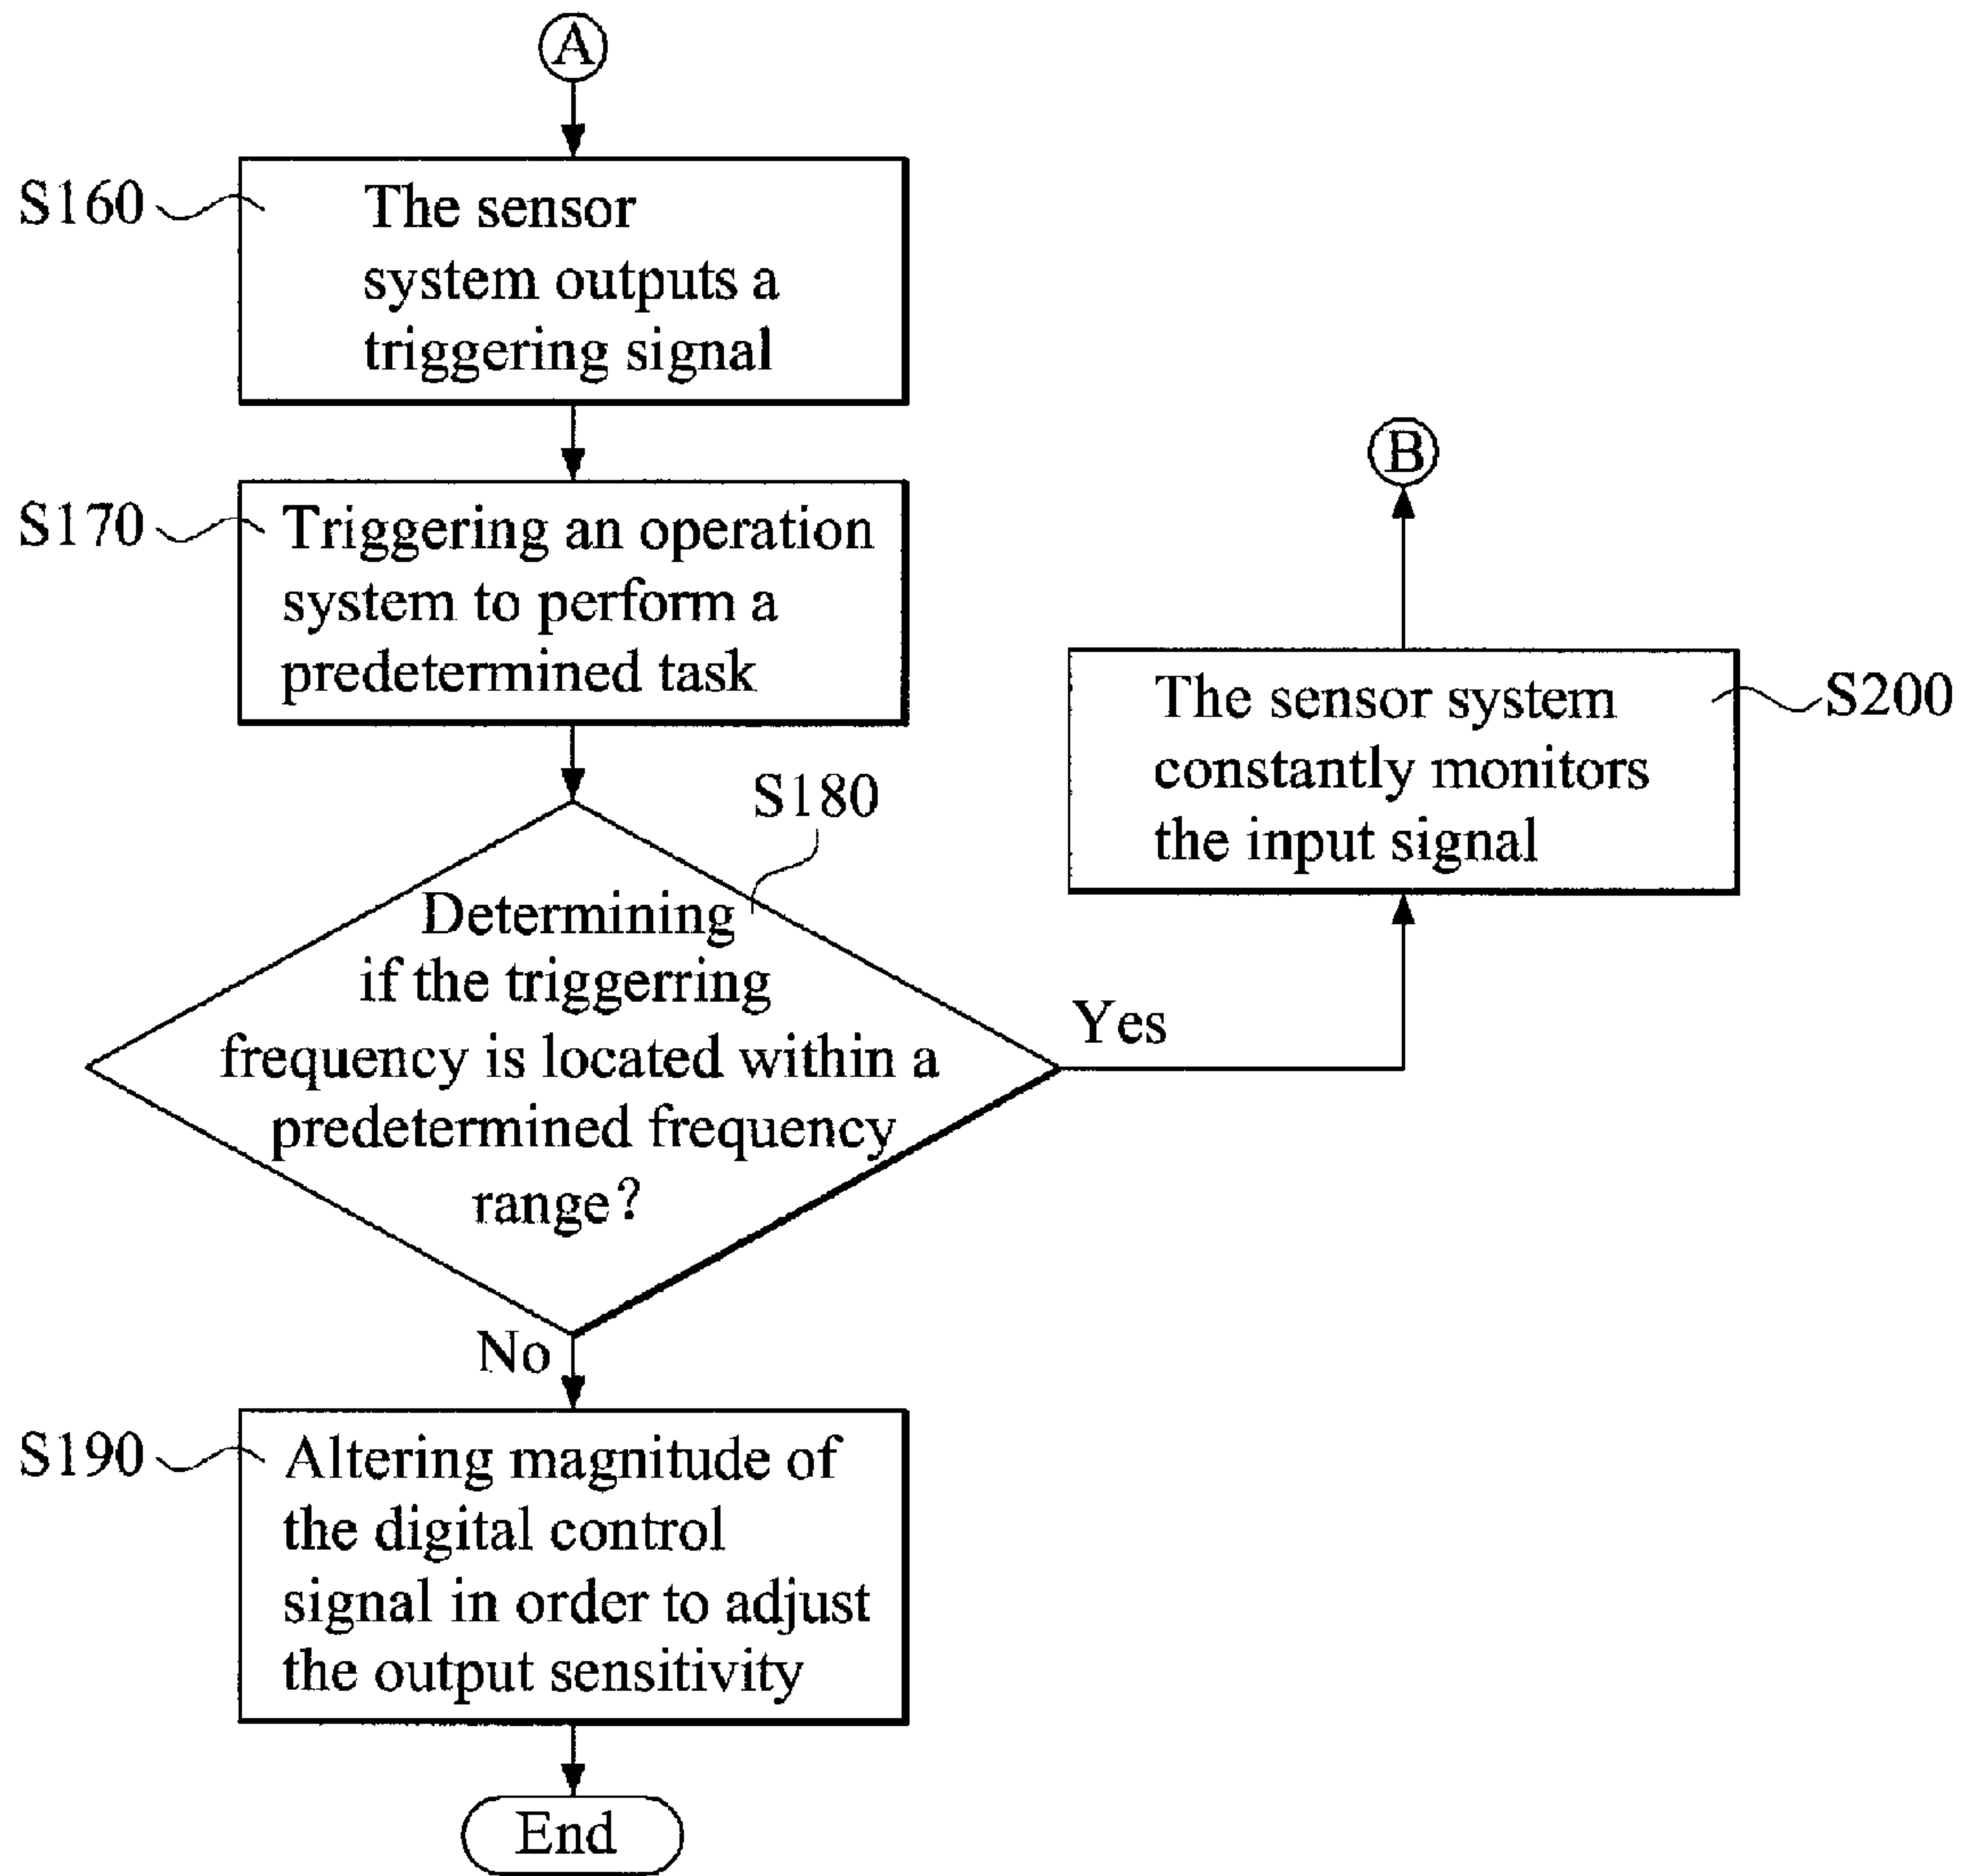 A
S160
The sensor
system outputs a
triggering signal
S170
Triggering an operation
system to perform a
predetermined task
B
The sensor system
constantly monitors
the input signal
S200
S180
Determining
if the triggerring
frequency is located within a
predetermined frequency
range?
Yes
No
S190
Altering magnitude of
the digital control
signal in order to adjust
the output sensitivity
End